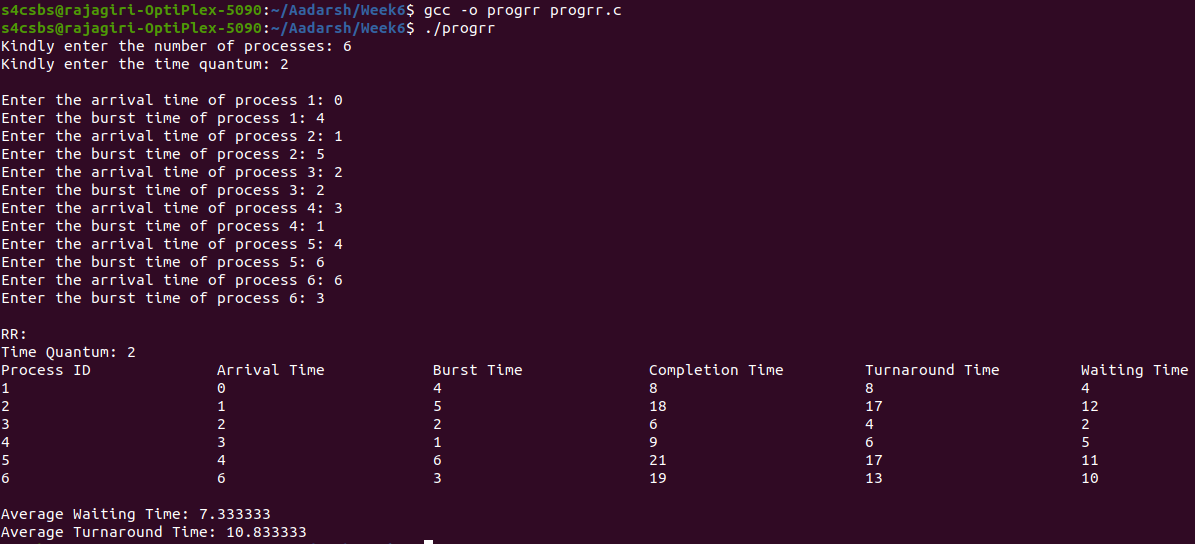 s4csbs@rajagiri-OptiPlex-5090:~/Aadarsh/Week6$ gcc -o progrr progrr.c
s4csbs@rajagiri-OptiPlex-5090:~/Aadarsh/Week6$ ./progrr
Kindly enter the number of processes: 6
Kindly enter the time quantum: 2
Enter the arrival time of process 1: 0
Enter the burst time of process 1: 4
Enter the arrival time of process 2: 1
Enter the burst time of process 2: 5
Enter the arrival time of process 3: 2
Enter the burst time of process 3: 2
Enter the arrival time of process 4: 3
Enter the burst time of process 4: 1
Enter the arrival time of process 5: 4
Enter the burst time of process 5: 6
Enter the arrival time of process 6: 6
Enter the burst time of process 6: 3
RR:
Time Quantum: 2
Process ID Arrival Time Burst Time Completion Time Turnaround Time Waiting Time
1 0 4 8 8 4
2 1 5 18 17 12
3 2 2 6 4 2
4 3 1 9 6 5
5 4 6 21 17 11
6 6 3 19 13 10
Average Waiting Time: 7.333333
Average Turnaround Time: 10.833333